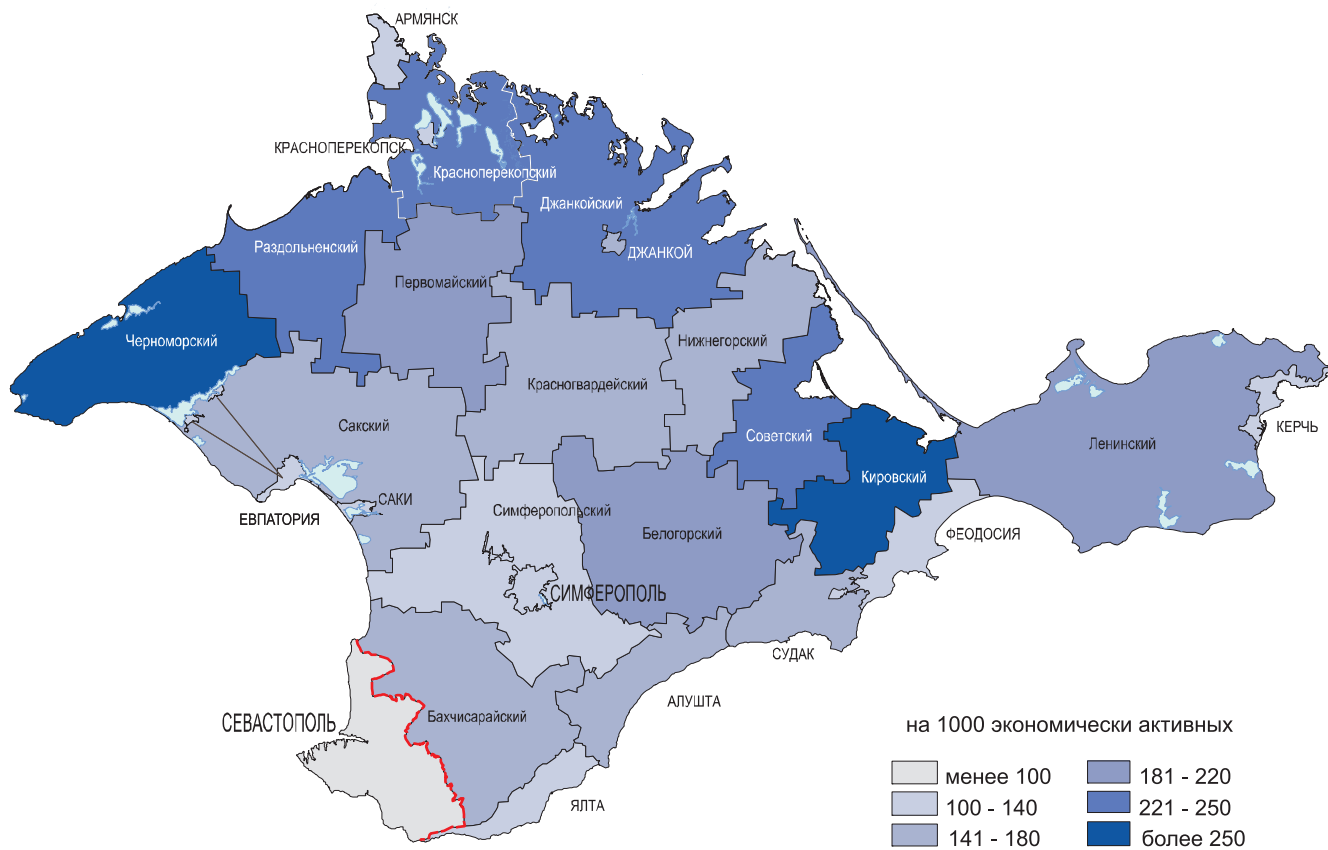 АРМЯНСК
КРАСНОПЕРЕКОПСК
Красноперекопский
Джанкойский
Раздольненский
ДЖАНКОЙ
Первомайский
Черноморский
Нижнегорский
Красногвардейский
Сакский
Советский
Ленинский
КЕРЧЬ
Кировский
САКИ
ЕВПАТОРИЯ
Симферопольский
Белогорский
ФЕОДОСИЯ
СИМФЕРОПОЛЬ
СУДАК
АЛУШТА
СЕВАСТОПОЛЬ
Бахчисарайский
ЯЛТА
на 1000 экономически активных
менее 100
100 - 140
141 - 180
181 - 220
221 - 250
более 250